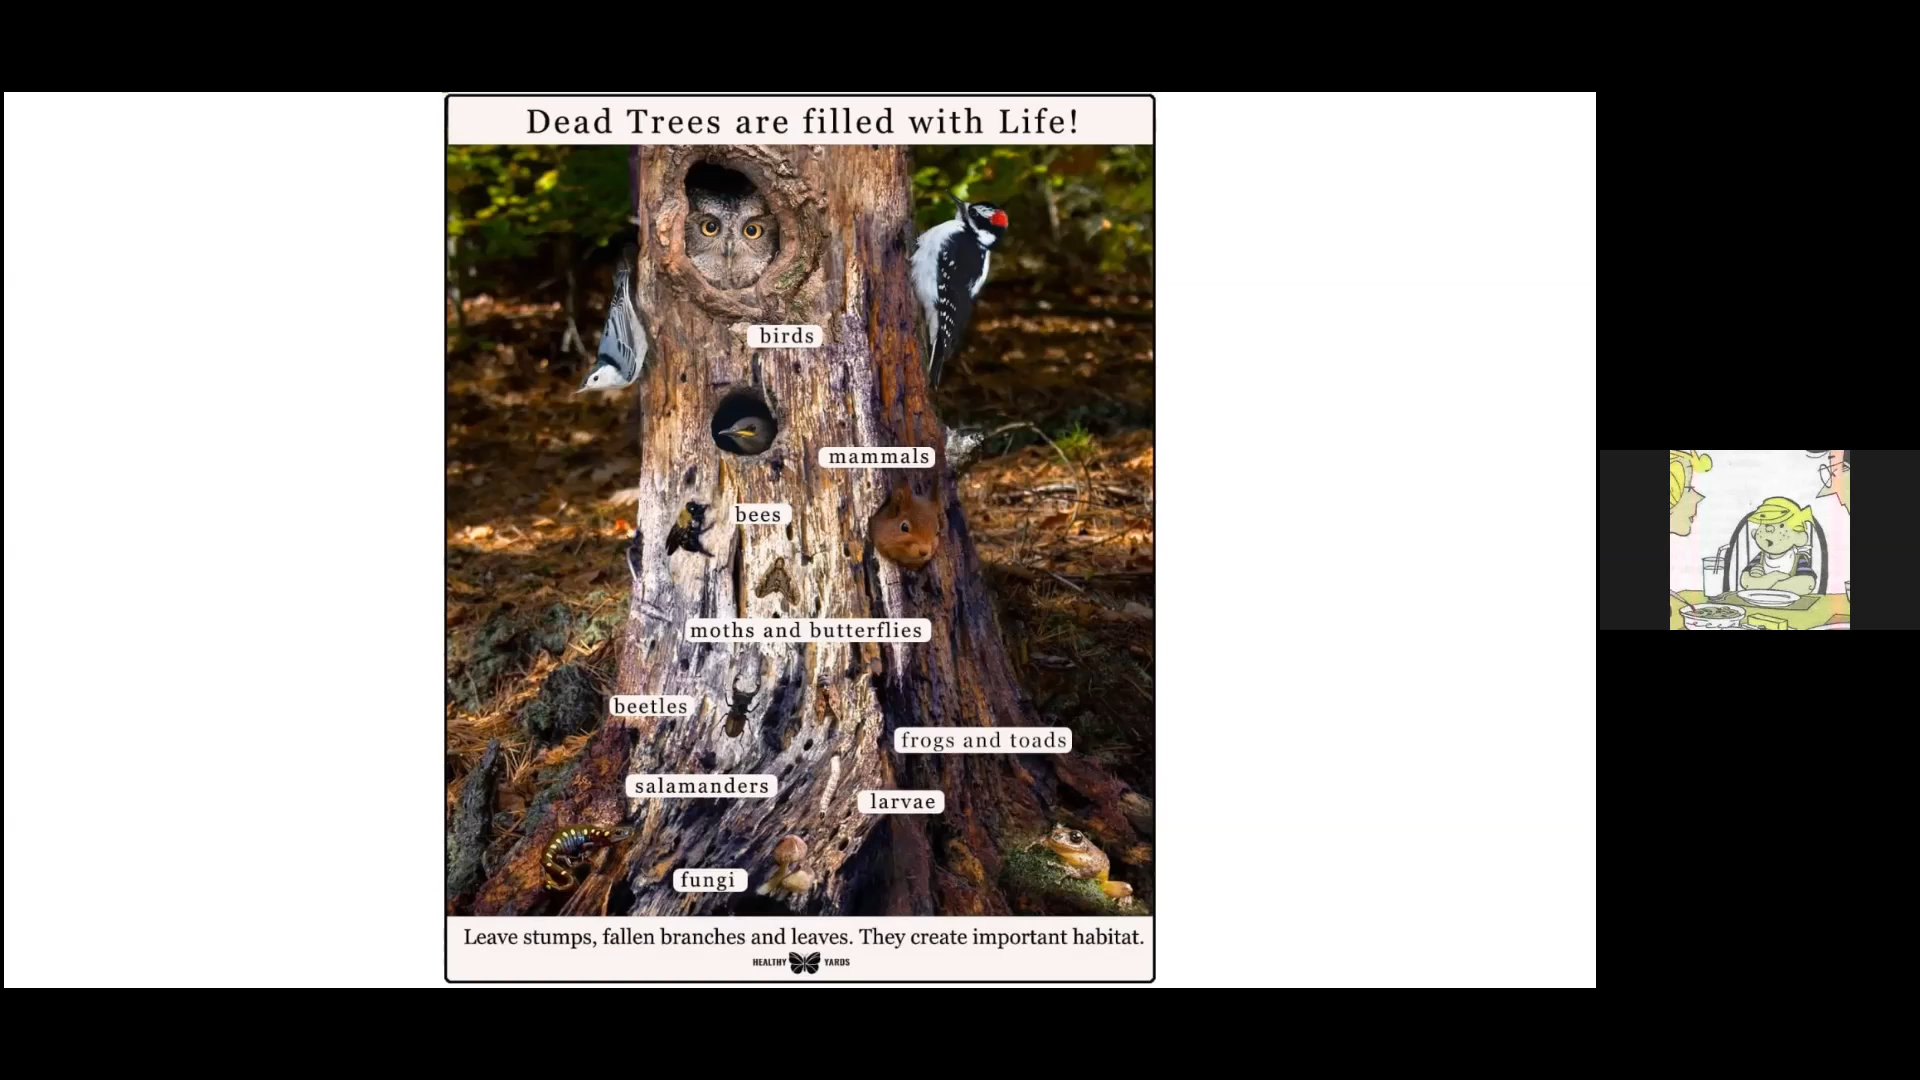 Dead Trees are filled with Life!
birds
mammals
bees
moths and butterflies
beetles
frogs and toads
salamanders
larvae
fungi
Leave stumps, fallen branches and leaves. They create important habitat.
HEALTHY YARDS